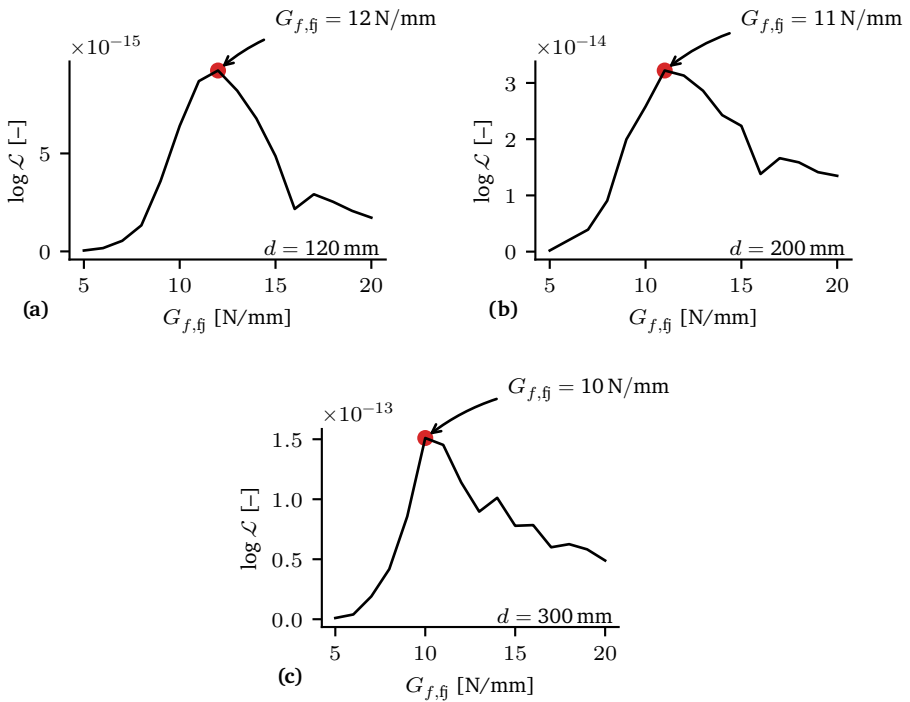 G_{f,fj} = 12 N/mm
×10^{−15}
log ℒ [–]
5
0
d = 120 mm
5 10 15 20
(a)
G_{f,fj} [N/mm]
G_{f,fj} = 11 N/mm
×10^{−14}
log ℒ [–]
3
2
1
0
d = 200 mm
5 10 15 20
(b)
G_{f,fj} [N/mm]
G_{f,fj} = 10 N/mm
×10^{−13}
log ℒ [–]
1.5
1.0
0.5
0.0
d = 300 mm
5 10 15 20
(c)
G_{f,fj} [N/mm]